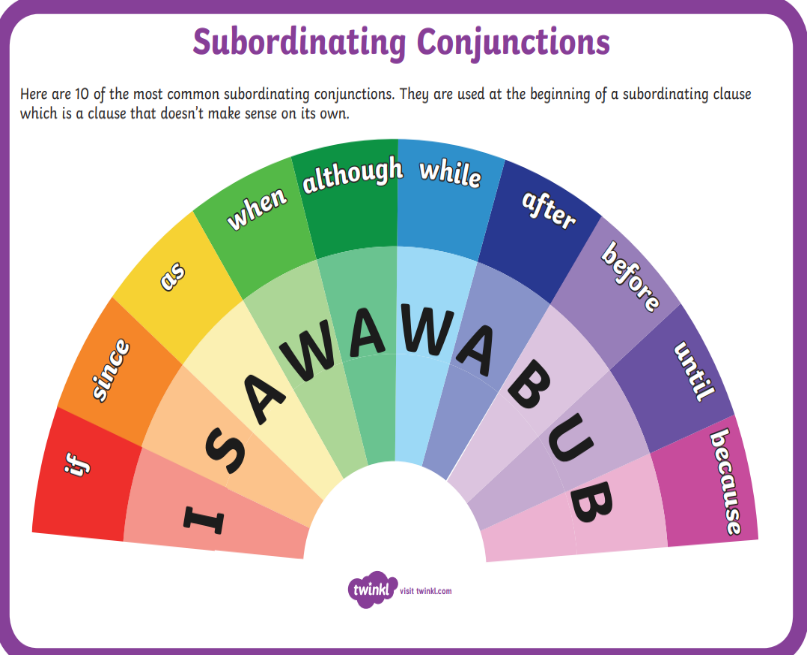 Subordinating Conjunctions
Here are 10 of the most common subordinating conjunctions. They are used at the beginning of a subordinating clause
which is a clause that doesn't make sense on its own.
if
since
as
when
although
while
after
before
until
because
I
S
A
W
A
W
A
B
U
B
twinkl visit twinkl.com